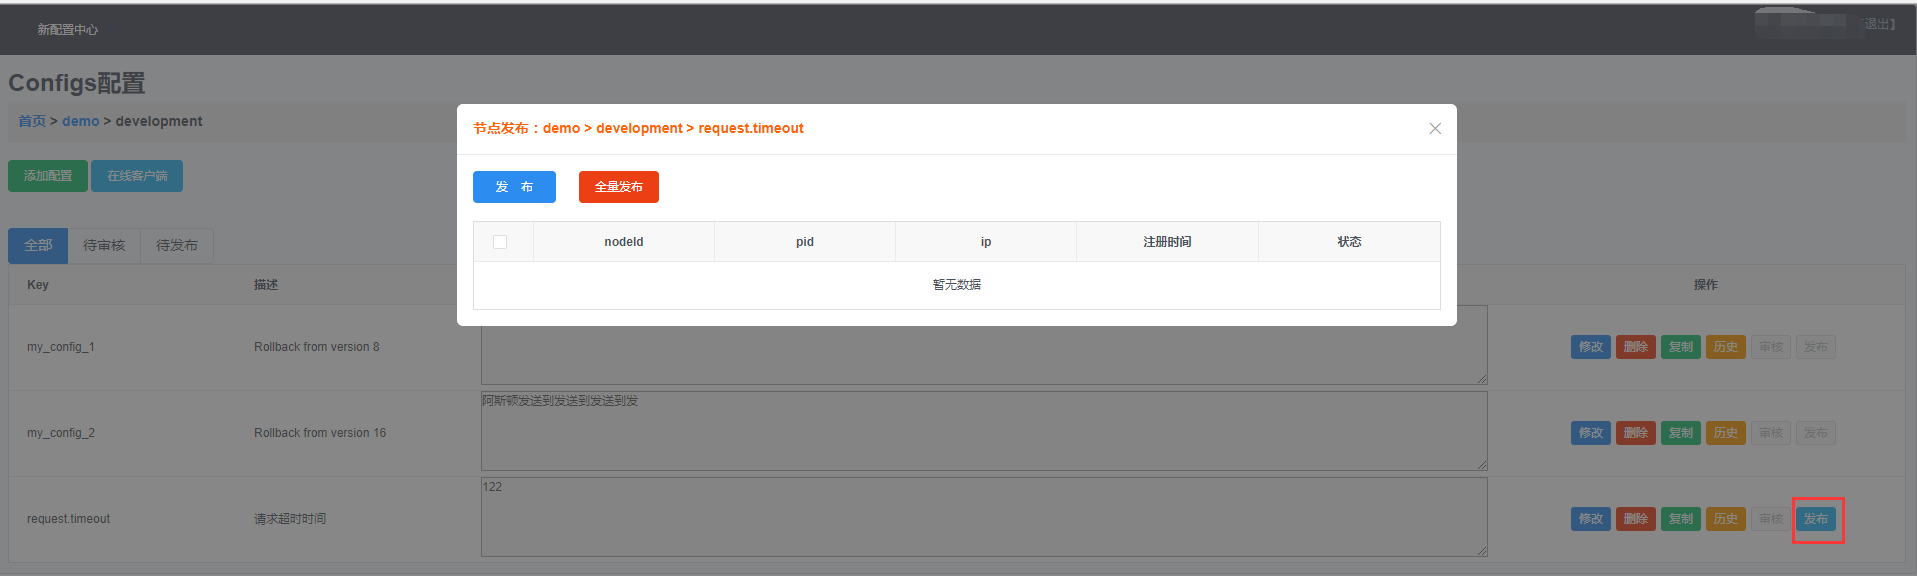 新配置中心
退出】
Configs配置
首页 > demo > development
添加配置 在线客户端
节点发布：demo > development > request.timeout
发 布 全量发布
nodeId pid ip 注册时间 状态
暂无数据
全部 待审核 待发布
Key 描述 操作
my_config_1 Rollback from version 8 修改 删除 复制 历史 审核 发布
my_config_2 Rollback from version 16 阿斯顿发送到发送到发送到发 修改 删除 复制 历史 审核 发布
request.timeout 请求超时时间 122 修改 删除 复制 历史 审核 发布